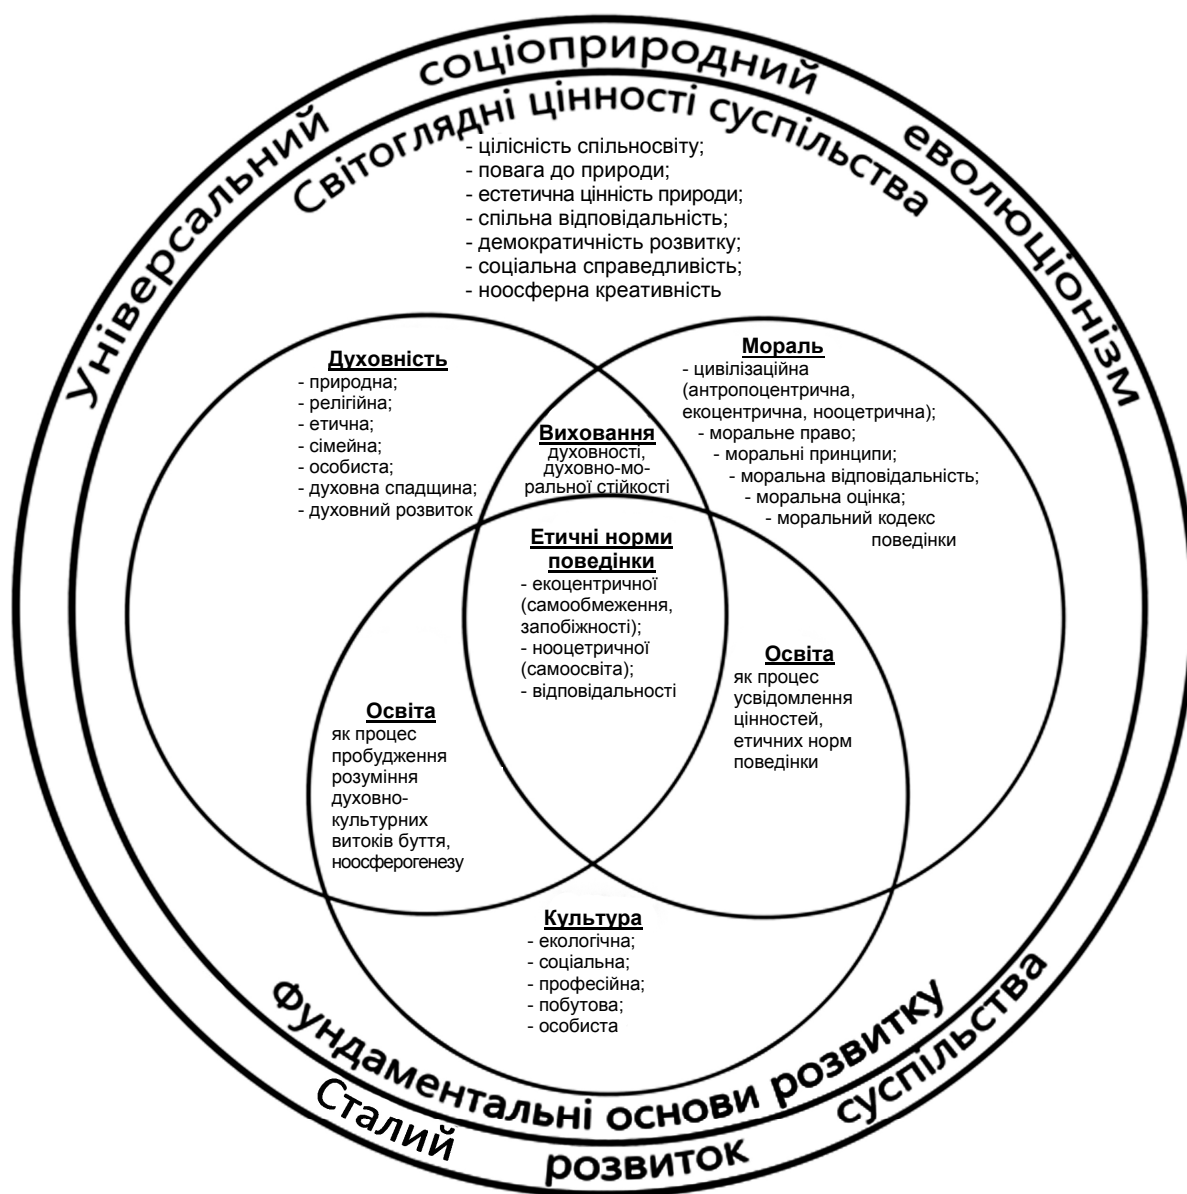 Універсальний соціоприродний еволюціонізм
Світоглядні цінності суспільства
- цілісність спільносвіту;
- повага до природи;
- естетична цінність природи;
- спільна відповідальність;
- демократичність розвитку;
- соціальна справедливість;
- ноосферна креативність
Духовність
- природна;
- релігійна;
- етична;
- сімейна;
- особиста;
- духовна спадщина;
- духовний розвиток
Мораль
- цивілізаційна
(антропоцентрична,
екоцентрична, нооцетрична);
- моральне право;
- моральні принципи;
- моральна відповідальність;
- моральна оцінка;
- моральний кодекс
поведінки
Виховання
духовності,
духовно-мо-
ральної стійкості
Етичні норми
поведінки
- екоцентричної
(самообмеження,
запобіжності);
- нооцетричної
(самоосвіта);
- відповідальності
Освіта
як процес
пробудження
розуміння
духовно-
культурних
витоків буття,
ноосферогенезу
Освіта
як процес
усвідомлення
цінностей,
етичних норм
поведінки
Культура
- екологічна;
- соціальна;
- професійна;
- побутова;
- особиста
Фундаментальні основи розвитку
Сталий розвиток суспільства